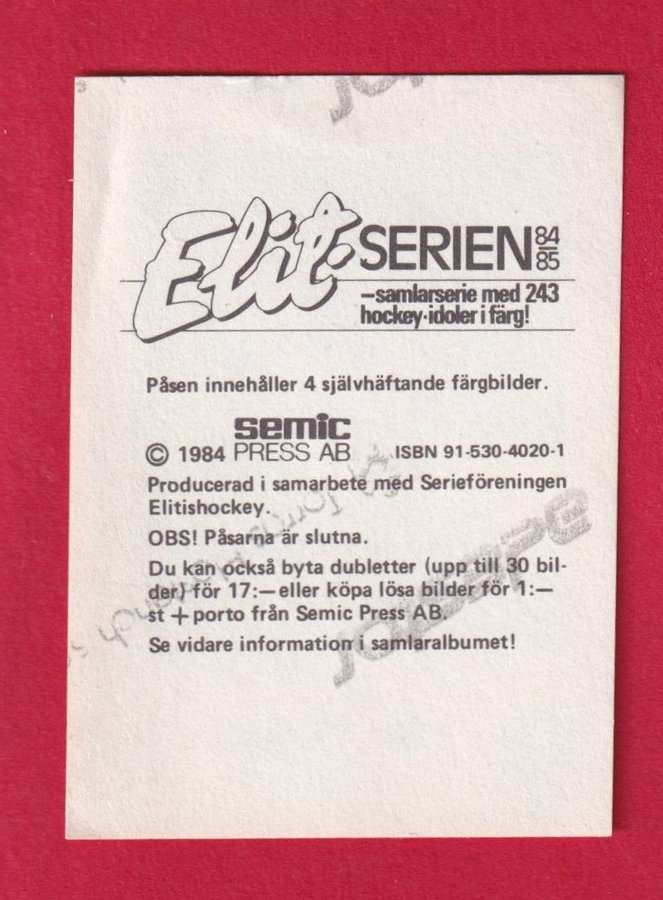 Elit-SERIEN 84
85
–samlarserie med 243
hockey-idoler i färg!
Påsen innehåller 4 självhäftande färgbilder.
semic
© 1984 PRESS AB ISBN 91-530-4020-1
Producerad i samarbete med Serieföreningen
Elitishockey.
OBS! Påsarna är slutna.
Du kan också byta dubletter (upp till 30 bil-
der) för 17:— eller köpa lösa bilder för 1:—
st + porto från Semic Press AB.
Se vidare information i samlaralbumet!